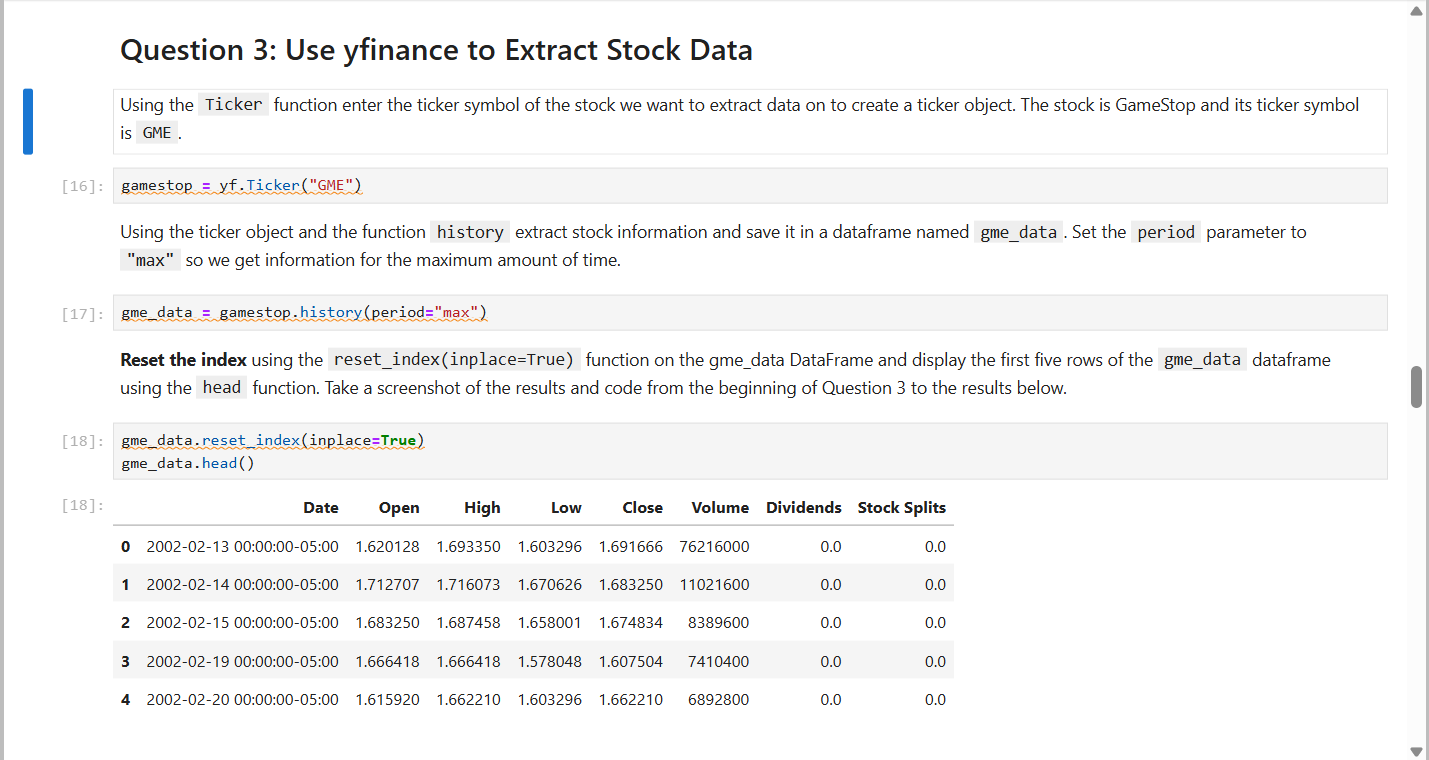 Question 3: Use yfinance to Extract Stock Data
Using the Ticker function enter the ticker symbol of the stock we want to extract data on to create a ticker object. The stock is GameStop and its ticker symbol
is GME .
[16]: gamestop = yf.Ticker("GME")
Using the ticker object and the function history extract stock information and save it in a dataframe named gme_data . Set the period parameter to
"max" so we get information for the maximum amount of time.
[17]: gme_data = gamestop.history(period="max")
Reset the index using the reset_index(inplace=True) function on the gme_data DataFrame and display the first five rows of the gme_data dataframe
using the head function. Take a screenshot of the results and code from the beginning of Question 3 to the results below.
[18]: gme_data.reset_index(inplace=True)
gme_data.head()
[18]: Date Open High Low Close Volume Dividends Stock Splits
0 2002-02-13 00:00:00-05:00 1.620128 1.693350 1.603296 1.691666 76216000 0.0 0.0
1 2002-02-14 00:00:00-05:00 1.712707 1.716073 1.670626 1.683250 11021600 0.0 0.0
2 2002-02-15 00:00:00-05:00 1.683250 1.687458 1.658001 1.674834 8389600 0.0 0.0
3 2002-02-19 00:00:00-05:00 1.666418 1.666418 1.578048 1.607504 7410400 0.0 0.0
4 2002-02-20 00:00:00-05:00 1.615920 1.662210 1.603296 1.662210 6892800 0.0 0.0